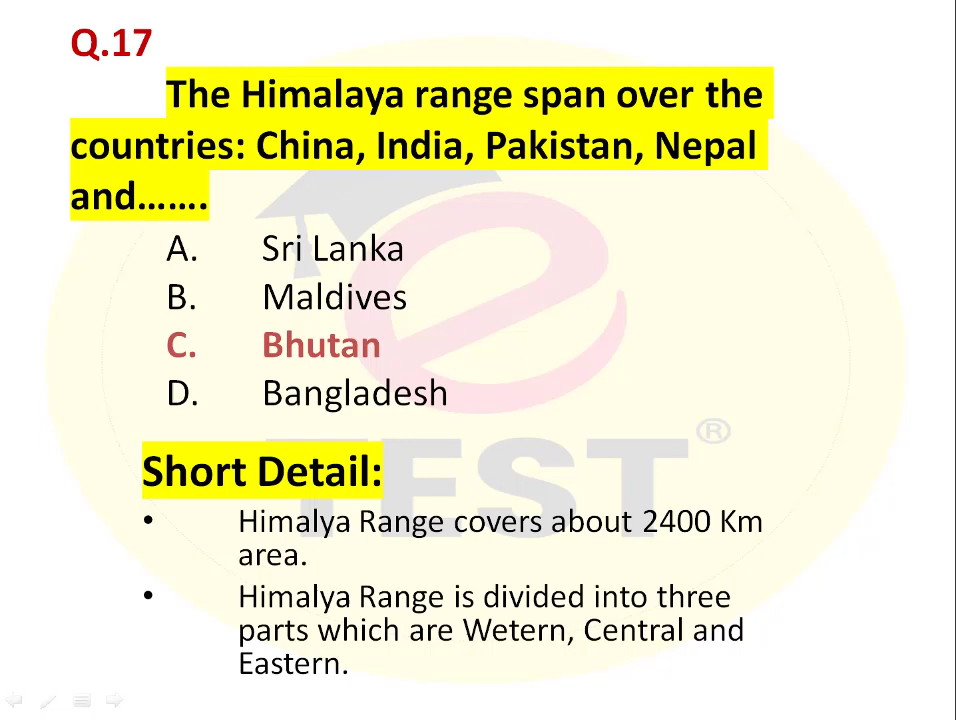 Q.17
The Himalaya range span over the
countries: China, India, Pakistan, Nepal
and.......
A. Sri Lanka
B. Maldives
C. Bhutan
D. Bangladesh
Short Detail:
• Himalya Range covers about 2400 Km
area.
• Himalya Range is divided into three
parts which are Wetern, Central and
Eastern.
e
TEST®